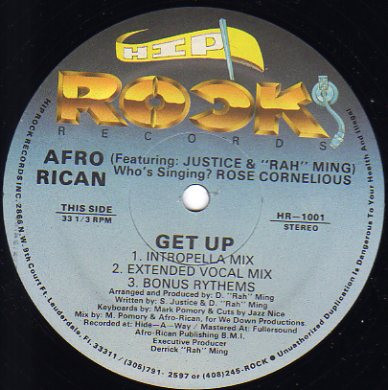 HIP
ROCK
RECORDS
AFRO
RICAN
(Featuring: JUSTICE & "RAH" MING)
Who's Singing? ROSE CORNELIOUS
THIS SIDE
33 1/3 RPM
HR-1001
STEREO
GET UP
1. INTROPELLA MIX
2. EXTENDED VOCAL MIX
3. BONUS RYTHEMS
Arranged and Produced by: D. "Rah" Ming
Written by: S. Justice & D. "Rah" Ming
Keyboards by: Mark Pomory & Cuts by Jazz Nice
Mix by: M. Pomory & Afro-Rican, for We Down Productions.
Recorded at: Hide-A-Way / Mastered At: Fullersound
Afro-Rican Publishing B.M.I.
Executive Producer
Derrick "Rah" Ming
HIPROCK RECORDS INC. 2865 N.W. 9th Court Ft. Lauderdale, Fl. 33311 /(305)/791-2597 or (408)245-ROCK • Unauthorized Duplication is Dangerous To Your Health And Illegal